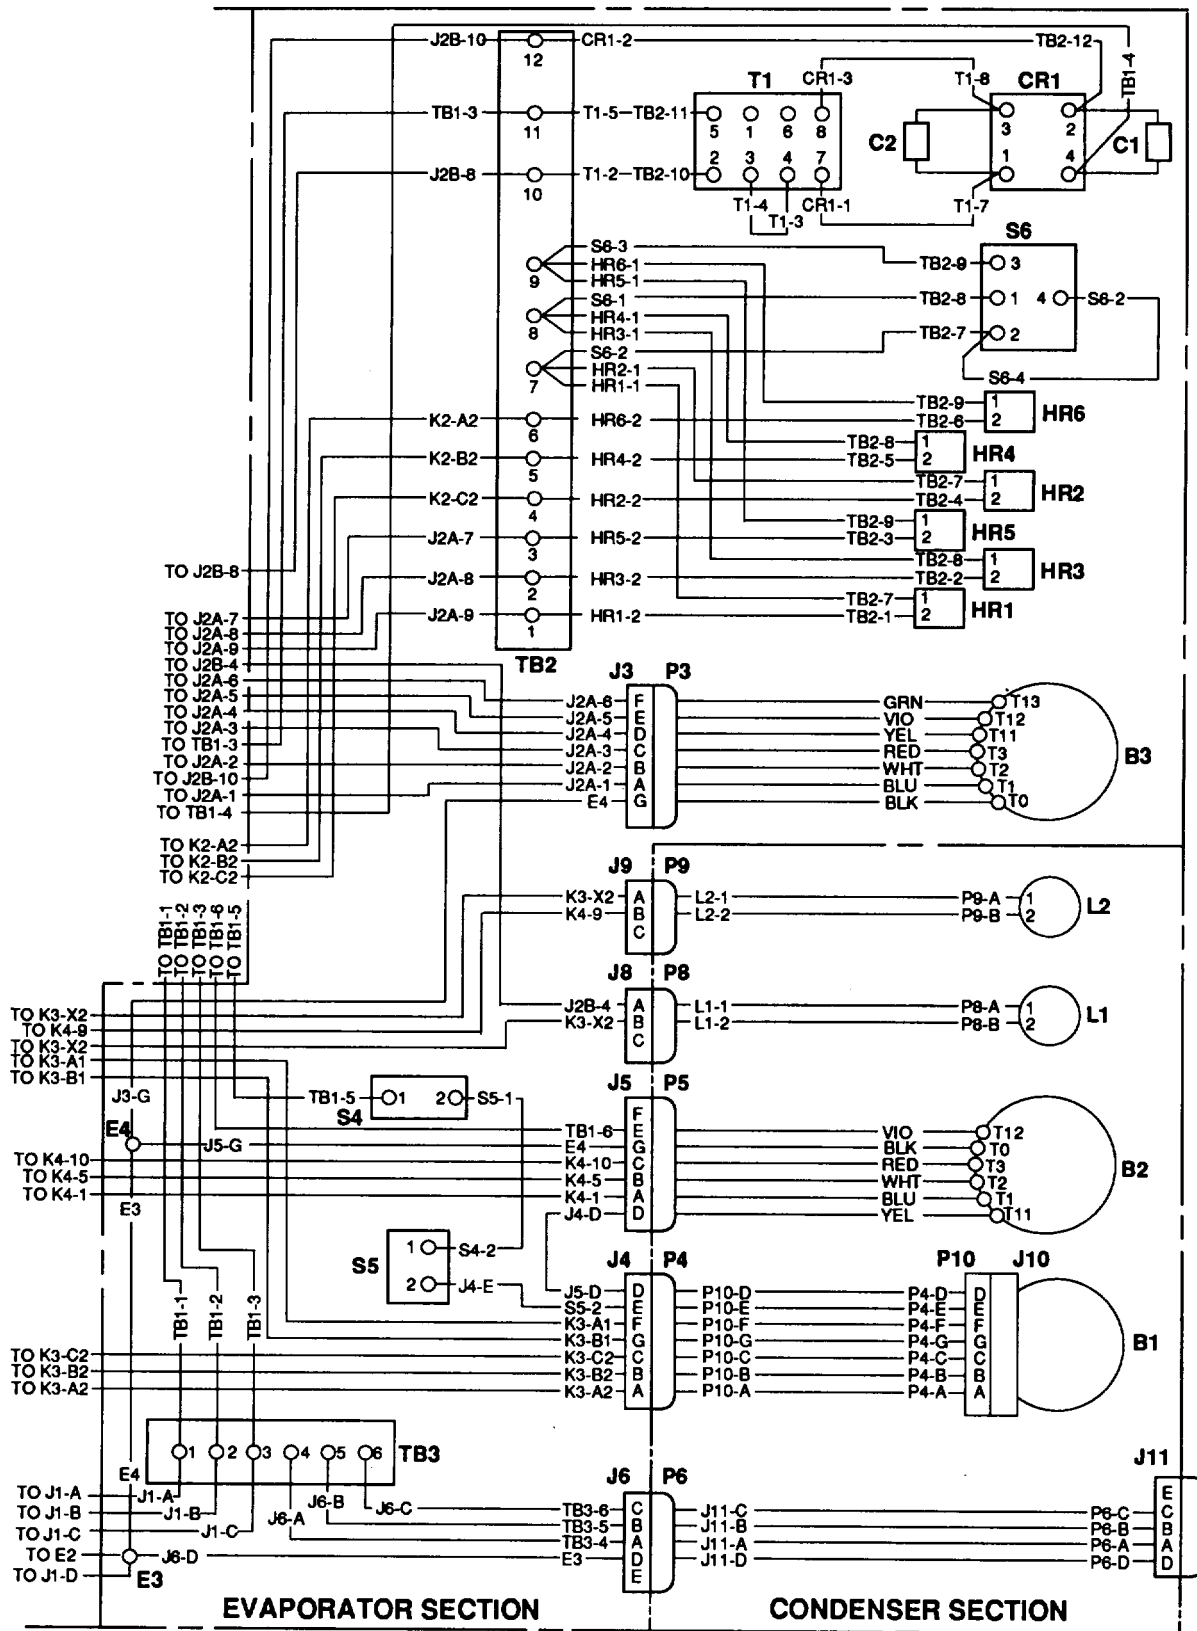 J2B-10 CR1-2 TB2-12 TB1-4
12
T1 CR1-3 T1-8 CR1
TB1-3 T1-5 TB2-11 5 1 6 8 3 2
11 C2 C1
2 3 4 7 1 4
J2B-8 T1-2 TB2-10
10 T1-4 T1-3 CR1-1 T1-7
S6
S6-3
HR6-1 TB2-9 3
9 HR5-1
S6-1 TB2-8 1 4 S6-2
HR4-1
8 HR3-1 TB2-7 2
S6-2
HR2-1 S6-4
7 HR1-1
TB2-9 1 HR6
K2-A2 HR6-2 TB2-6 2
6
TB2-8 1 HR4
K2-B2 HR4-2 TB2-5 2
5
TB2-7 1 HR2
K2-C2 HR2-2 TB2-4 2
4
TB2-9 1 HR5
J2A-7 HR5-2 TB2-3 2
3
TB2-8 1 HR3
TO J2B-8 J2A-8 HR3-2 TB2-2 2
2
TB2-7 1 HR1
J2A-9 HR1-2 TB2-1 2
1
TB2
TO J2A-7
TO J2A-8
TO J2A-9
TO J2B-4
TO J2A-6
TO J2A-5
TO J2A-4
TO J2A-3
TO TB1-3
TO J2A-2
TO J2B-10
TO J2A-1
TO TB1-4
J3 P3
J2A-6 F GRN T13
J2A-5 E VIO T12
J2A-4 D YEL T11
J2A-3 C RED T3 B3
J2A-2 B WHT T2
J2A-1 A BLU T1
E4 G BLK T0
TO K2-A2
TO K2-B2
TO K2-C2
J9 P9
K3-X2 A L2-1 P9-A 1 L2
K4-9 B L2-2 P9-B 2
C
TO TB1-1
TO TB1-2
TO TB1-3
TO TB1-6
TO TB1-5
J8 P8
J2B-4 A L1-1 P8-A 1 L1
K3-X2 B L1-2 P8-B 2
C
TO K3-X2
TO K4-9
TO K3-X2
TO K3-A1
TO K3-B1
J3-G TB1-5 1 2 S5-1
S4
J5 P5
F
TB1-6 E VIO T12
E4 J5-G E4 G BLK T0
TO K4-10 K4-10 C RED T3 B2
TO K4-5 K4-5 B WHT T2
TO K4-1 K4-1 A BLU T1
E3 J4-D D YEL T11
S5 1 S4-2
2 J4-E
J4 P4 P10 J10
J5-D D P10-D P4-D D
S5-2 E P10-E P4-E E
K3-A1 F P10-F P4-F F
K3-B1 G P10-G P4-G G B1
TO K3-C2 K3-C2 C P10-C P4-C C
TO K3-B2 K3-B2 B P10-B P4-B B
TO K3-A2 K3-A2 A P10-A P4-A A
TB1-1 TB1-2 TB1-3
1 2 3 4 5 6 TB3
E4 J6 P6 J11
TO J1-A J1-A E
TO J1-B J1-B J6-A J6-B J6-C TB3-6 C J11-C P6-C C
TO J1-C J1-C TB3-5 B J11-B P6-B B
TB3-4 A J11-A P6-A A
TO E2 J6-D E3 D J11-D P6-D D
TO J1-D E3 E
EVAPORATOR SECTION CONDENSER SECTION